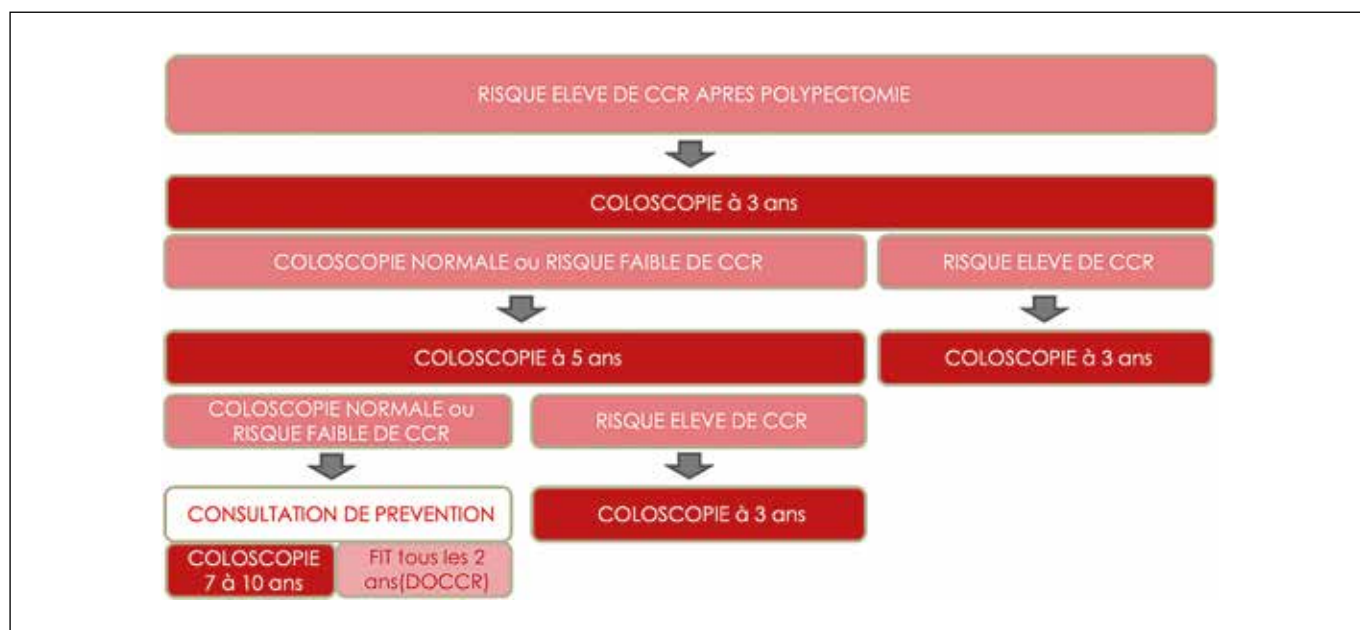 RISQUE ELEVE DE CCR APRES POLYPECTOMIE
COLOSCOPIE à 3 ans
COLOSCOPIE NORMALE ou RISQUE FAIBLE DE CCR
RISQUE ELEVE DE CCR
COLOSCOPIE à 5 ans
COLOSCOPIE à 3 ans
COLOSCOPIE NORMALE ou
RISQUE FAIBLE DE CCR
RISQUE ELEVE DE CCR
CONSULTATION DE PREVENTION
COLOSCOPIE à 3 ans
COLOSCOPIE
7 à 10 ans
FIT tous les 2
ans(DOCCR)